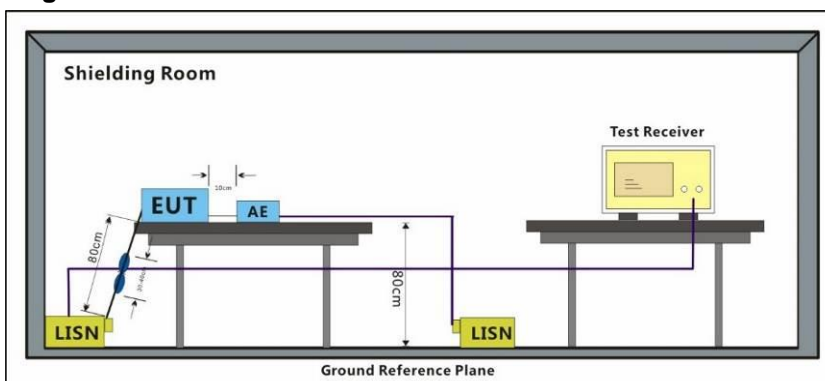 Shielding Room
Test Receiver
10cm
EUT
AE
80cm
80cm
LISN
LISN
Ground Reference Plane